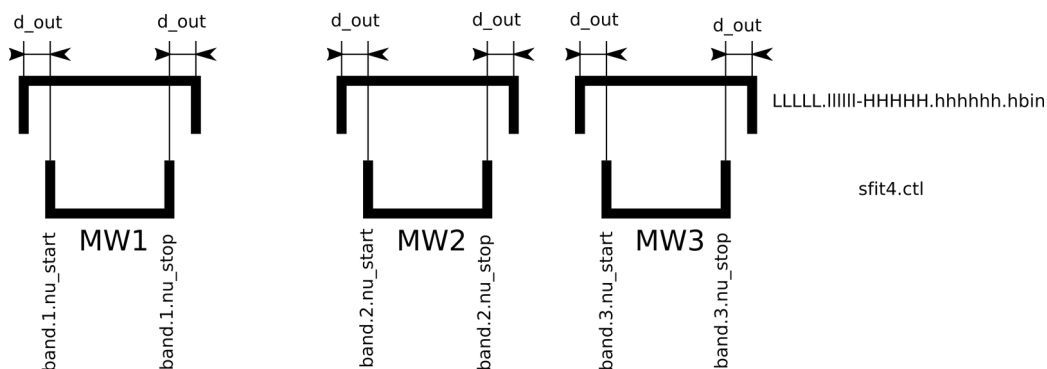 d_out d_out d_out d_out d_out d_out
LLLLL.llllll-HHHHH.hhhhhh.hbin
sfit4.ctl
MW1 MW2 MW3
band.1.nu_start
band.1.nu_stop
band.2.nu_start
band.2.nu_stop
band.3.nu_start
band.3.nu_stop